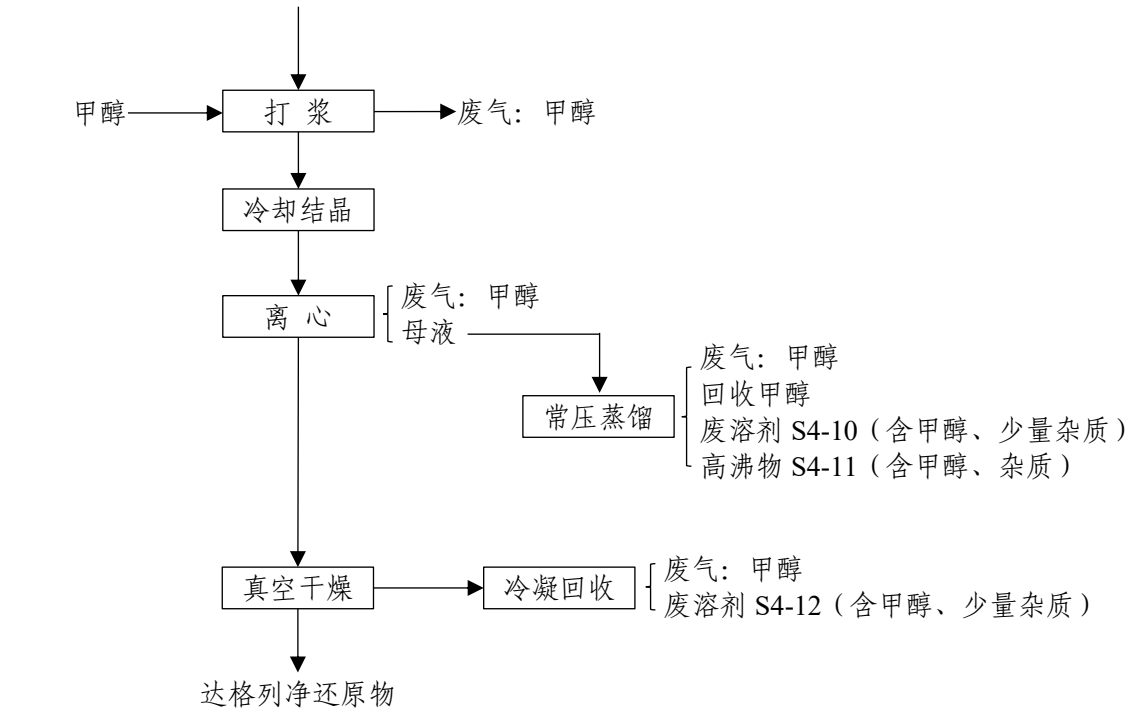 甲醇
打 浆
废气：甲醇
冷却结晶
离 心
废气：甲醇
母液
常压蒸馏
废气：甲醇
回收甲醇
废溶剂 S4-10（含甲醇、少量杂质）
高沸物 S4-11（含甲醇、杂质）
真空干燥
冷凝回收
废气：甲醇
废溶剂 S4-12（含甲醇、少量杂质）
达格列净还原物